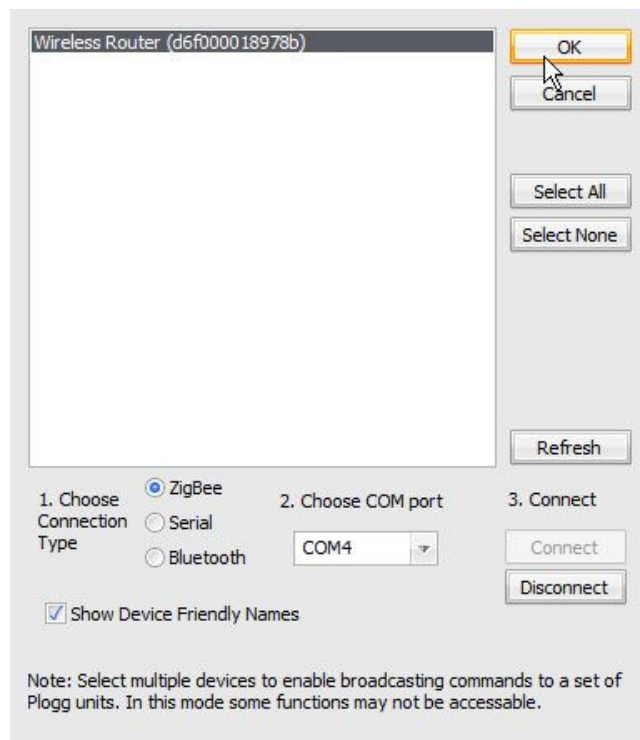 Wireless Router (d6f000018978b)
OK
Cancel
Select All
Select None
Refresh
1. Choose
Connection
Type
ZigBee
Serial
Bluetooth
2. Choose COM port
COM4
3. Connect
Connect
Disconnect
Show Device Friendly Names
Note: Select multiple devices to enable broadcasting commands to a set of
Plogg units. In this mode some functions may not be accessable.